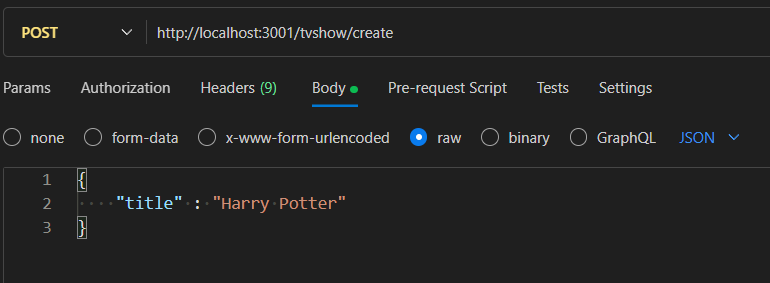 POST http://localhost:3001/tvshow/create
Params Authorization Headers (9) Body Pre-request Script Tests Settings
none form-data x-www-form-urlencoded raw binary GraphQL JSON
1 {
2 "title" : "Harry Potter"
3 }